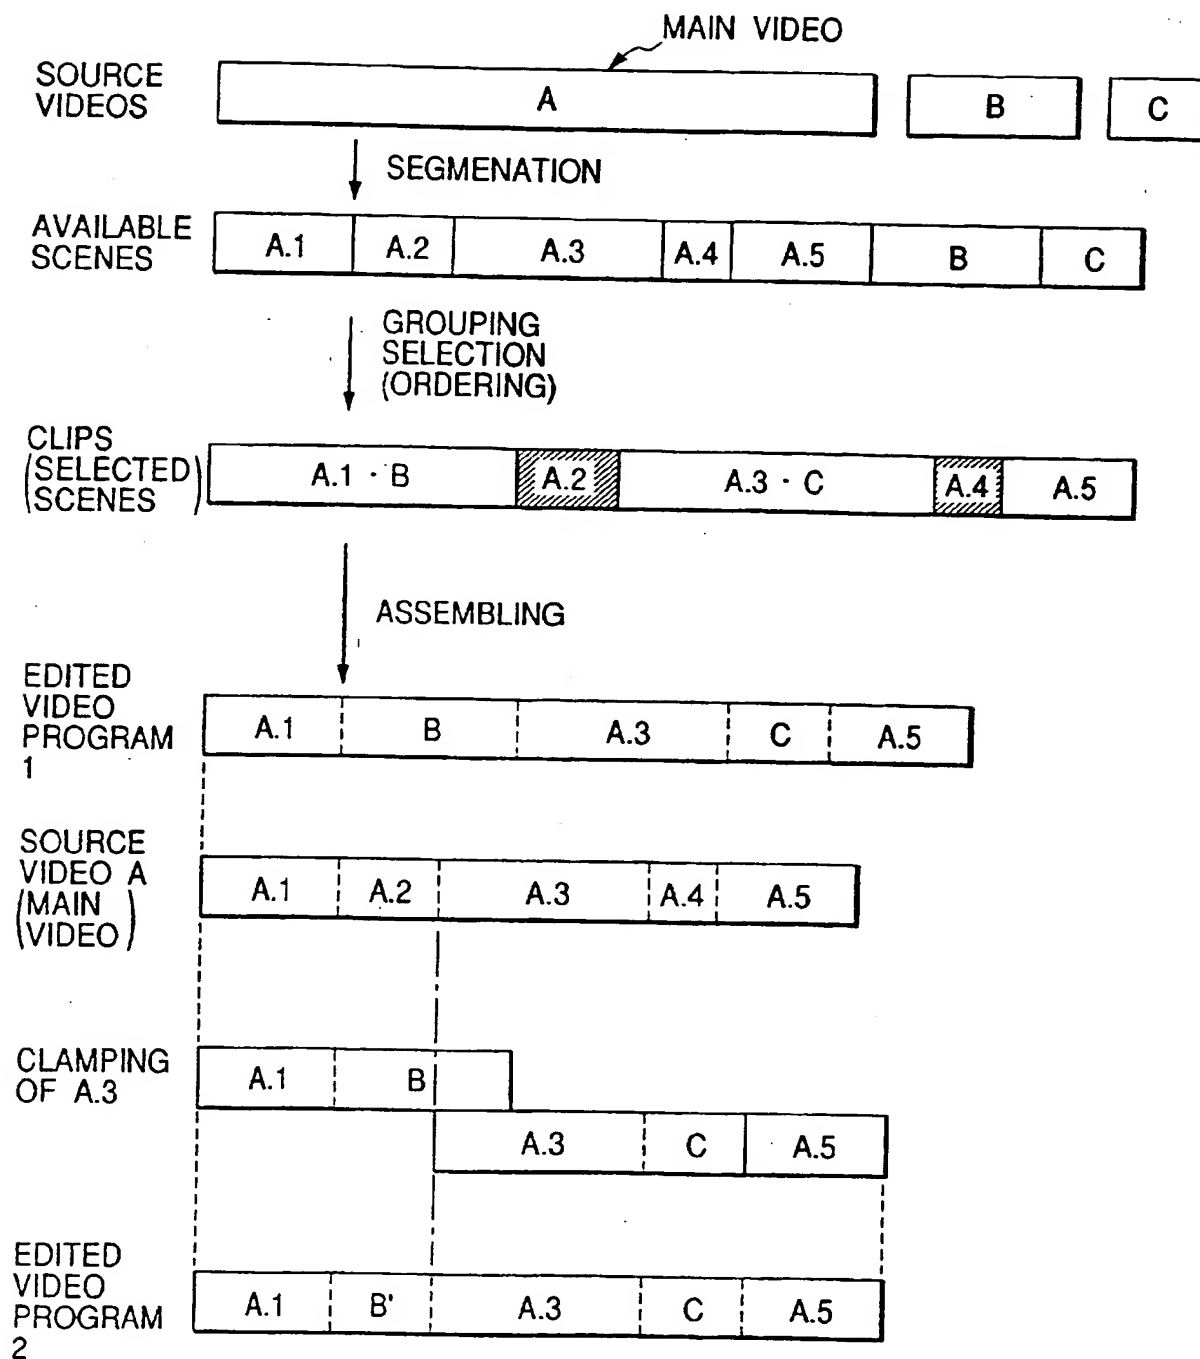 MAIN VIDEO
SOURCE
VIDEOS
A
B
C
SEGMENATION
AVAILABLE
SCENES
A.1
A.2
A.3
A.4
A.5
B
C
GROUPING
SELECTION
(ORDERING)
CLIPS
(SELECTED)
SCENES
A.1 · B
A.2
A.3 · C
A.4
A.5
ASSEMBLING
EDITED
VIDEO
PROGRAM
1
A.1
B
A.3
C
A.5
SOURCE
VIDEO A
(MAIN
VIDEO)
A.1
A.2
A.3
A.4
A.5
CLAMPING
OF A.3
A.1
B
A.3
C
A.5
EDITED
VIDEO
PROGRAM
2
A.1
B'
A.3
C
A.5